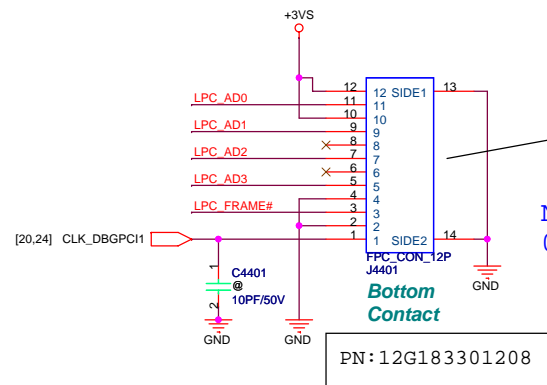 +3VS
12 12 SIDE1 13
LPC_AD0 11 11
10 10
LPC_AD1 9 9
8 8
LPC_AD2 7 7
6 6
LPC_AD3 5 5
4 4
LPC_FRAME# 3 3
2 2
[20,24] CLK_DBGPCI1 1 1 SIDE2 14
FPC_CON_12P
J4401
1
C4401
@
10PF/50V
2
GND
GND
GND
Bottom
Contact
PN:12G183301208